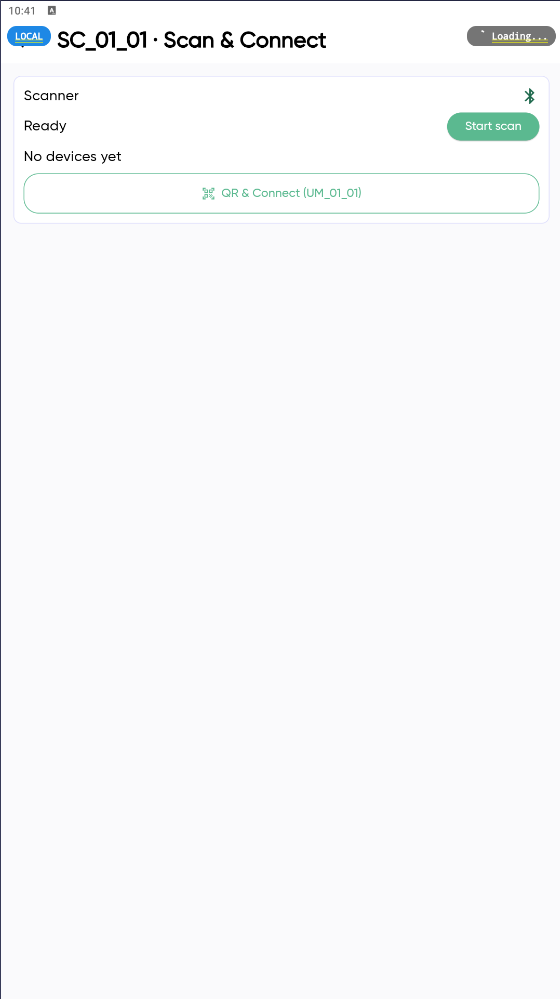 10:41 A
LOCAL SC_01_01 · Scan & Connect Loading...
Scanner
Ready Start scan
No devices yet
QR & Connect (UM_01_01)